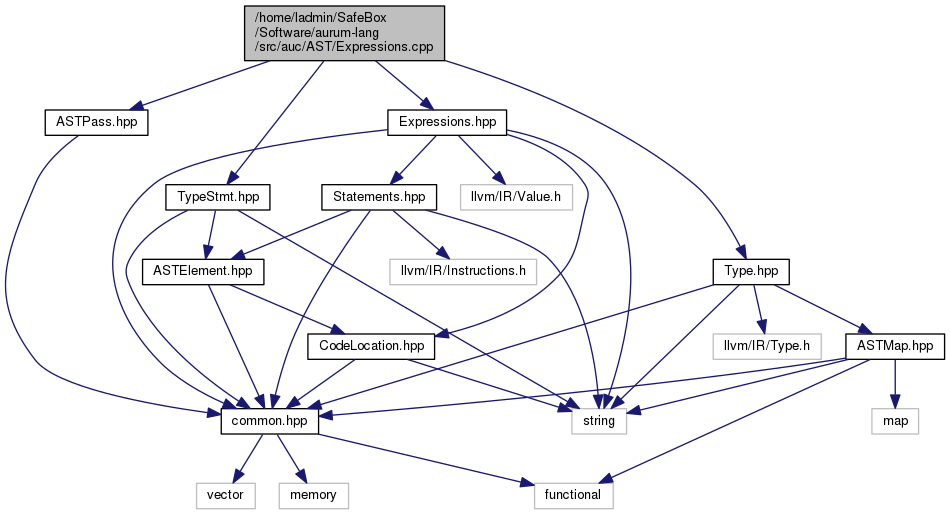 /home/ladmin/SafeBox
/Software/aurum-lang
/src/auc/AST/Expressions.cpp
ASTPass.hpp
Expressions.hpp
TypeStmt.hpp
Statements.hpp
llvm/IR/Value.h
ASTElement.hpp
llvm/IR/Instructions.h
Type.hpp
CodeLocation.hpp
llvm/IR/Type.h
ASTMap.hpp
common.hpp
string
map
vector
memory
functional